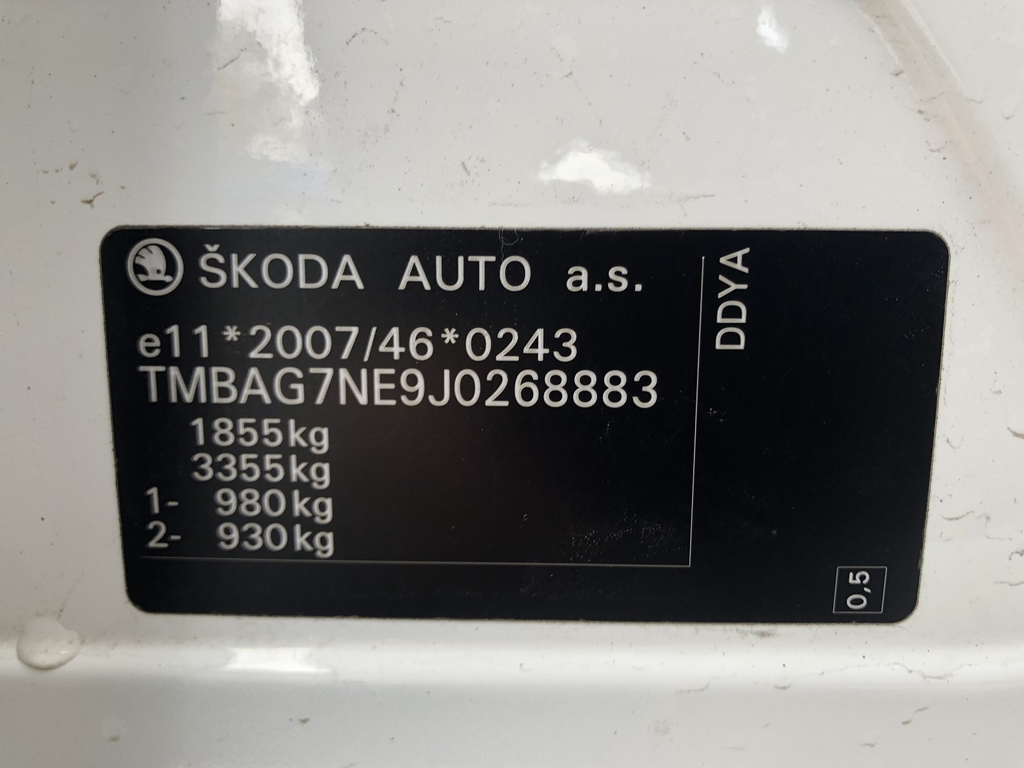 ŠKODA AUTO a.s.
e11*2007/46*0243
TMBAG7NE9J0268883
1855kg
3355kg
1- 980kg
2- 930kg
DDYA
0,5